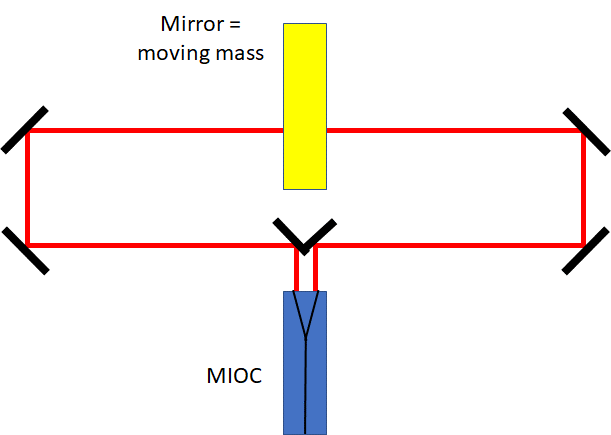 Mirror =
moving mass
MIOC